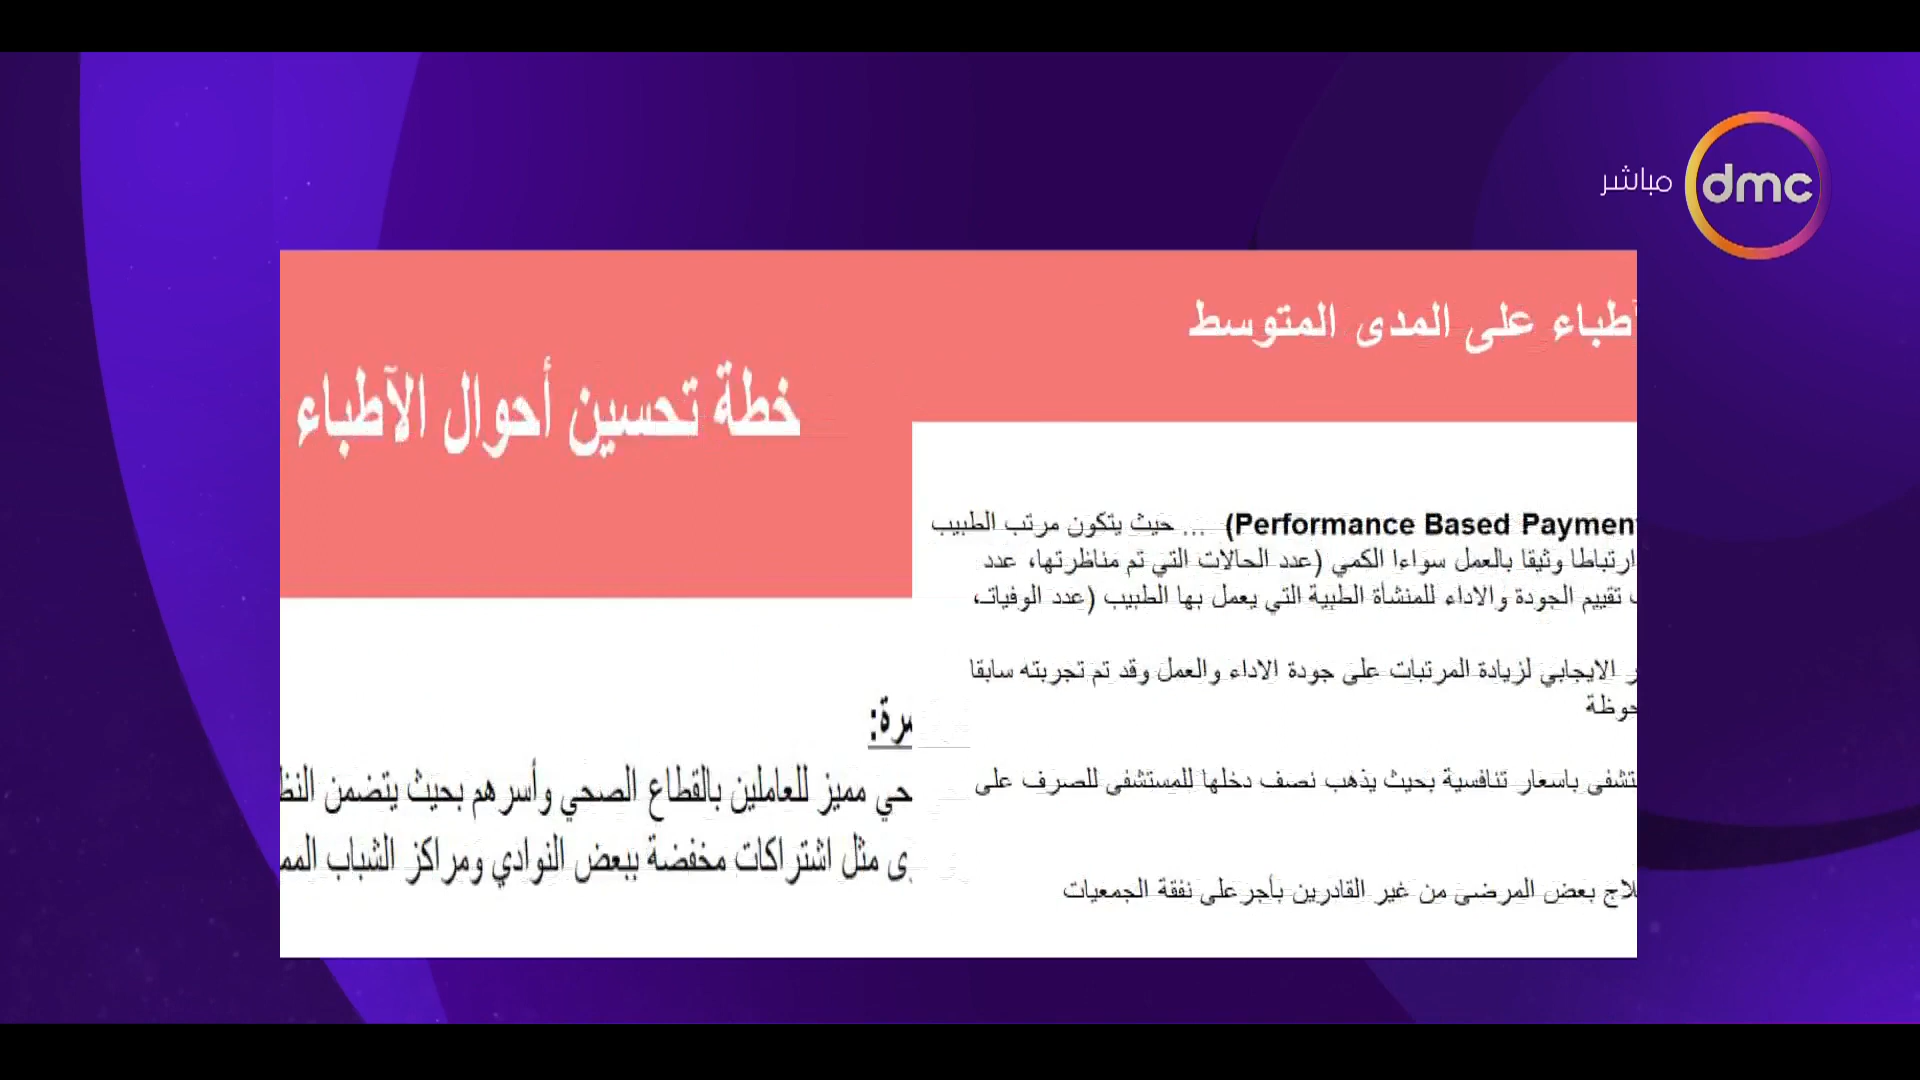 مباشر
dmc
أطباء على المدى المتوسط
(Performance Based Payment ... حيث يتكون مرتب الطبيب
ارتباطا وثيقا بالعمل سواءا الكمي (عدد الحالات التي تم مناظرتها، عدد
تقييم الجودة والاداء للمنشأة الطبية التي يعمل بها الطبيب (عدد الوفيات،
ر الايجابي لزيادة المرتبات على جودة الاداء والعمل وقد تم تجربته سابقا
حوظة
تشفى باسعار تنافسية بحيث يذهب نصف دخلها للمستشفى للصرف على
لاج بعض المرضى من غير القادرين بأجر على نفقة الجمعيات
خطة تحسين أحوال الآطباء
سرة:
حي مميز للعاملين بالقطاع الصحي وأسرهم بحيث يتضمن النظ
رى مثل اشتراكات مخفضة ببعض النوادي ومراكز الشباب المم